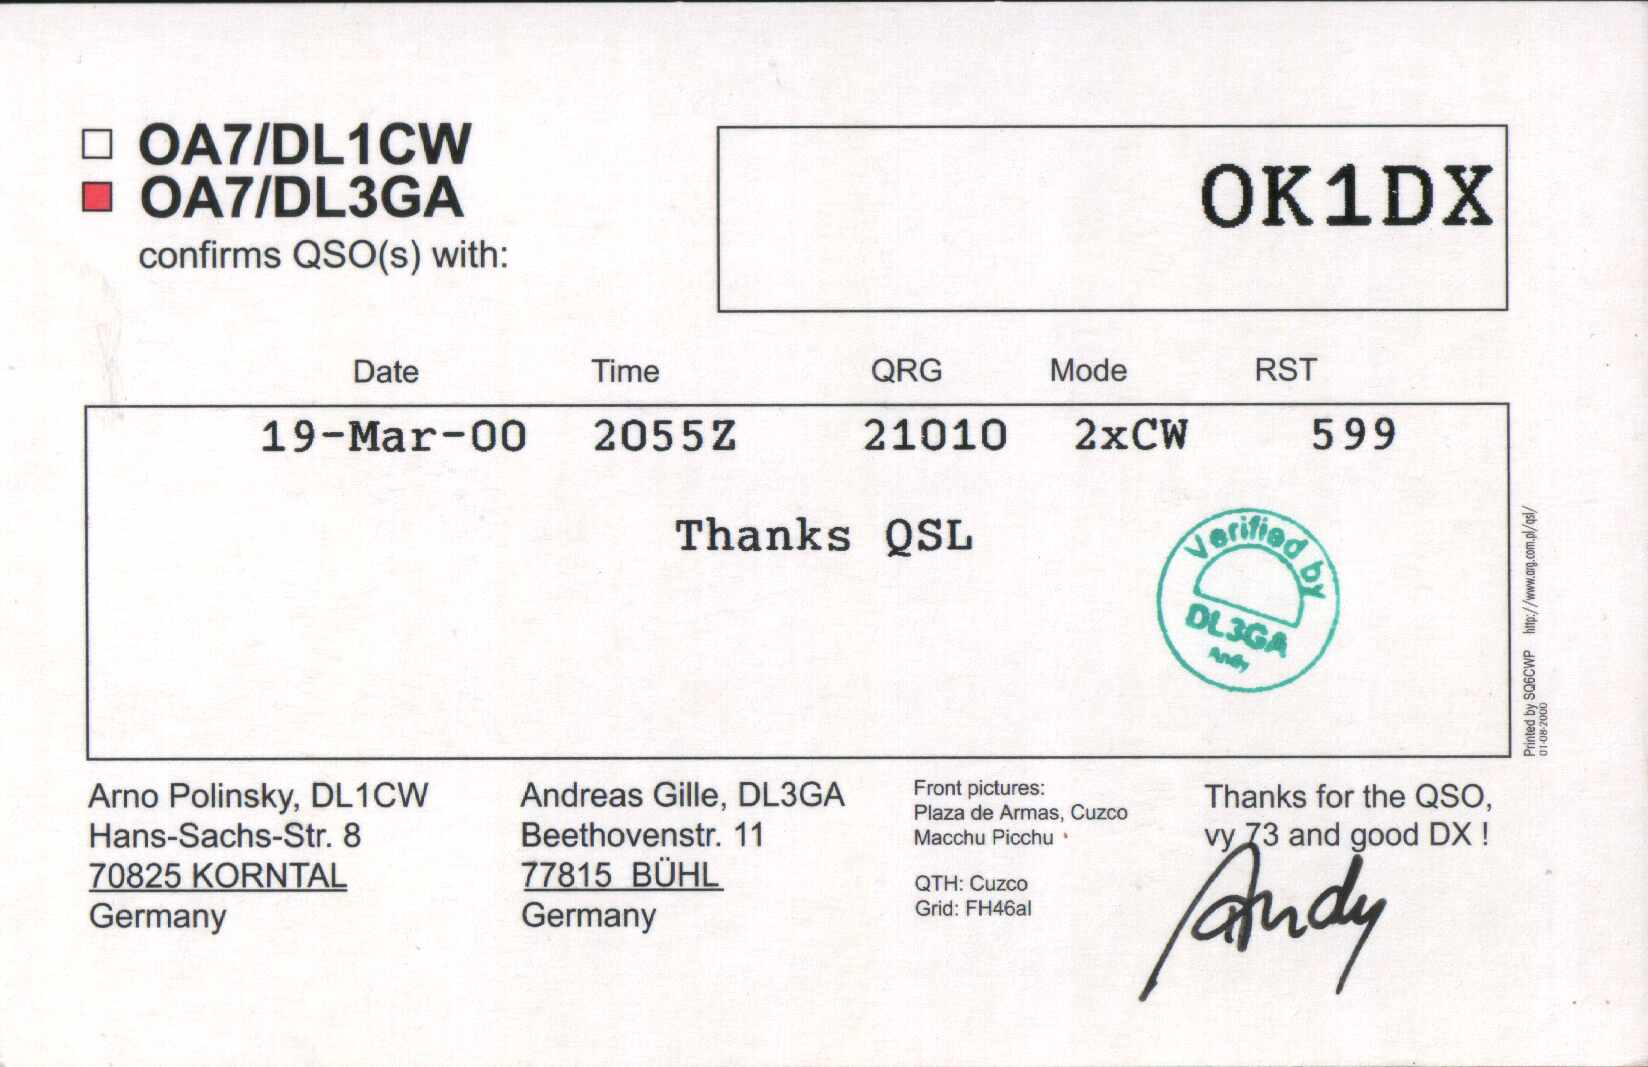 OA7/DL1CW
OA7/DL3GA
confirms QSO(s) with:
OK1DX
Date Time QRG Mode RST
19-Mar-00 2055Z 21010 2xCW 599
Thanks QSL
Verified by
DL3GA
Andy
Printed by SQ6CWP http://www.arg.com.pl/qsl/
01-08-2000
Arno Polinsky, DL1CW
Hans-Sachs-Str. 8
70825 KORNTAL
Germany
Andreas Gille, DL3GA
Beethovenstr. 11
77815 BÜHL
Germany
Front pictures:
Plaza de Armas, Cuzco
Macchu Picchu
QTH: Cuzco
Grid: FH46al
Thanks for the QSO,
vy 73 and good DX !
Andy